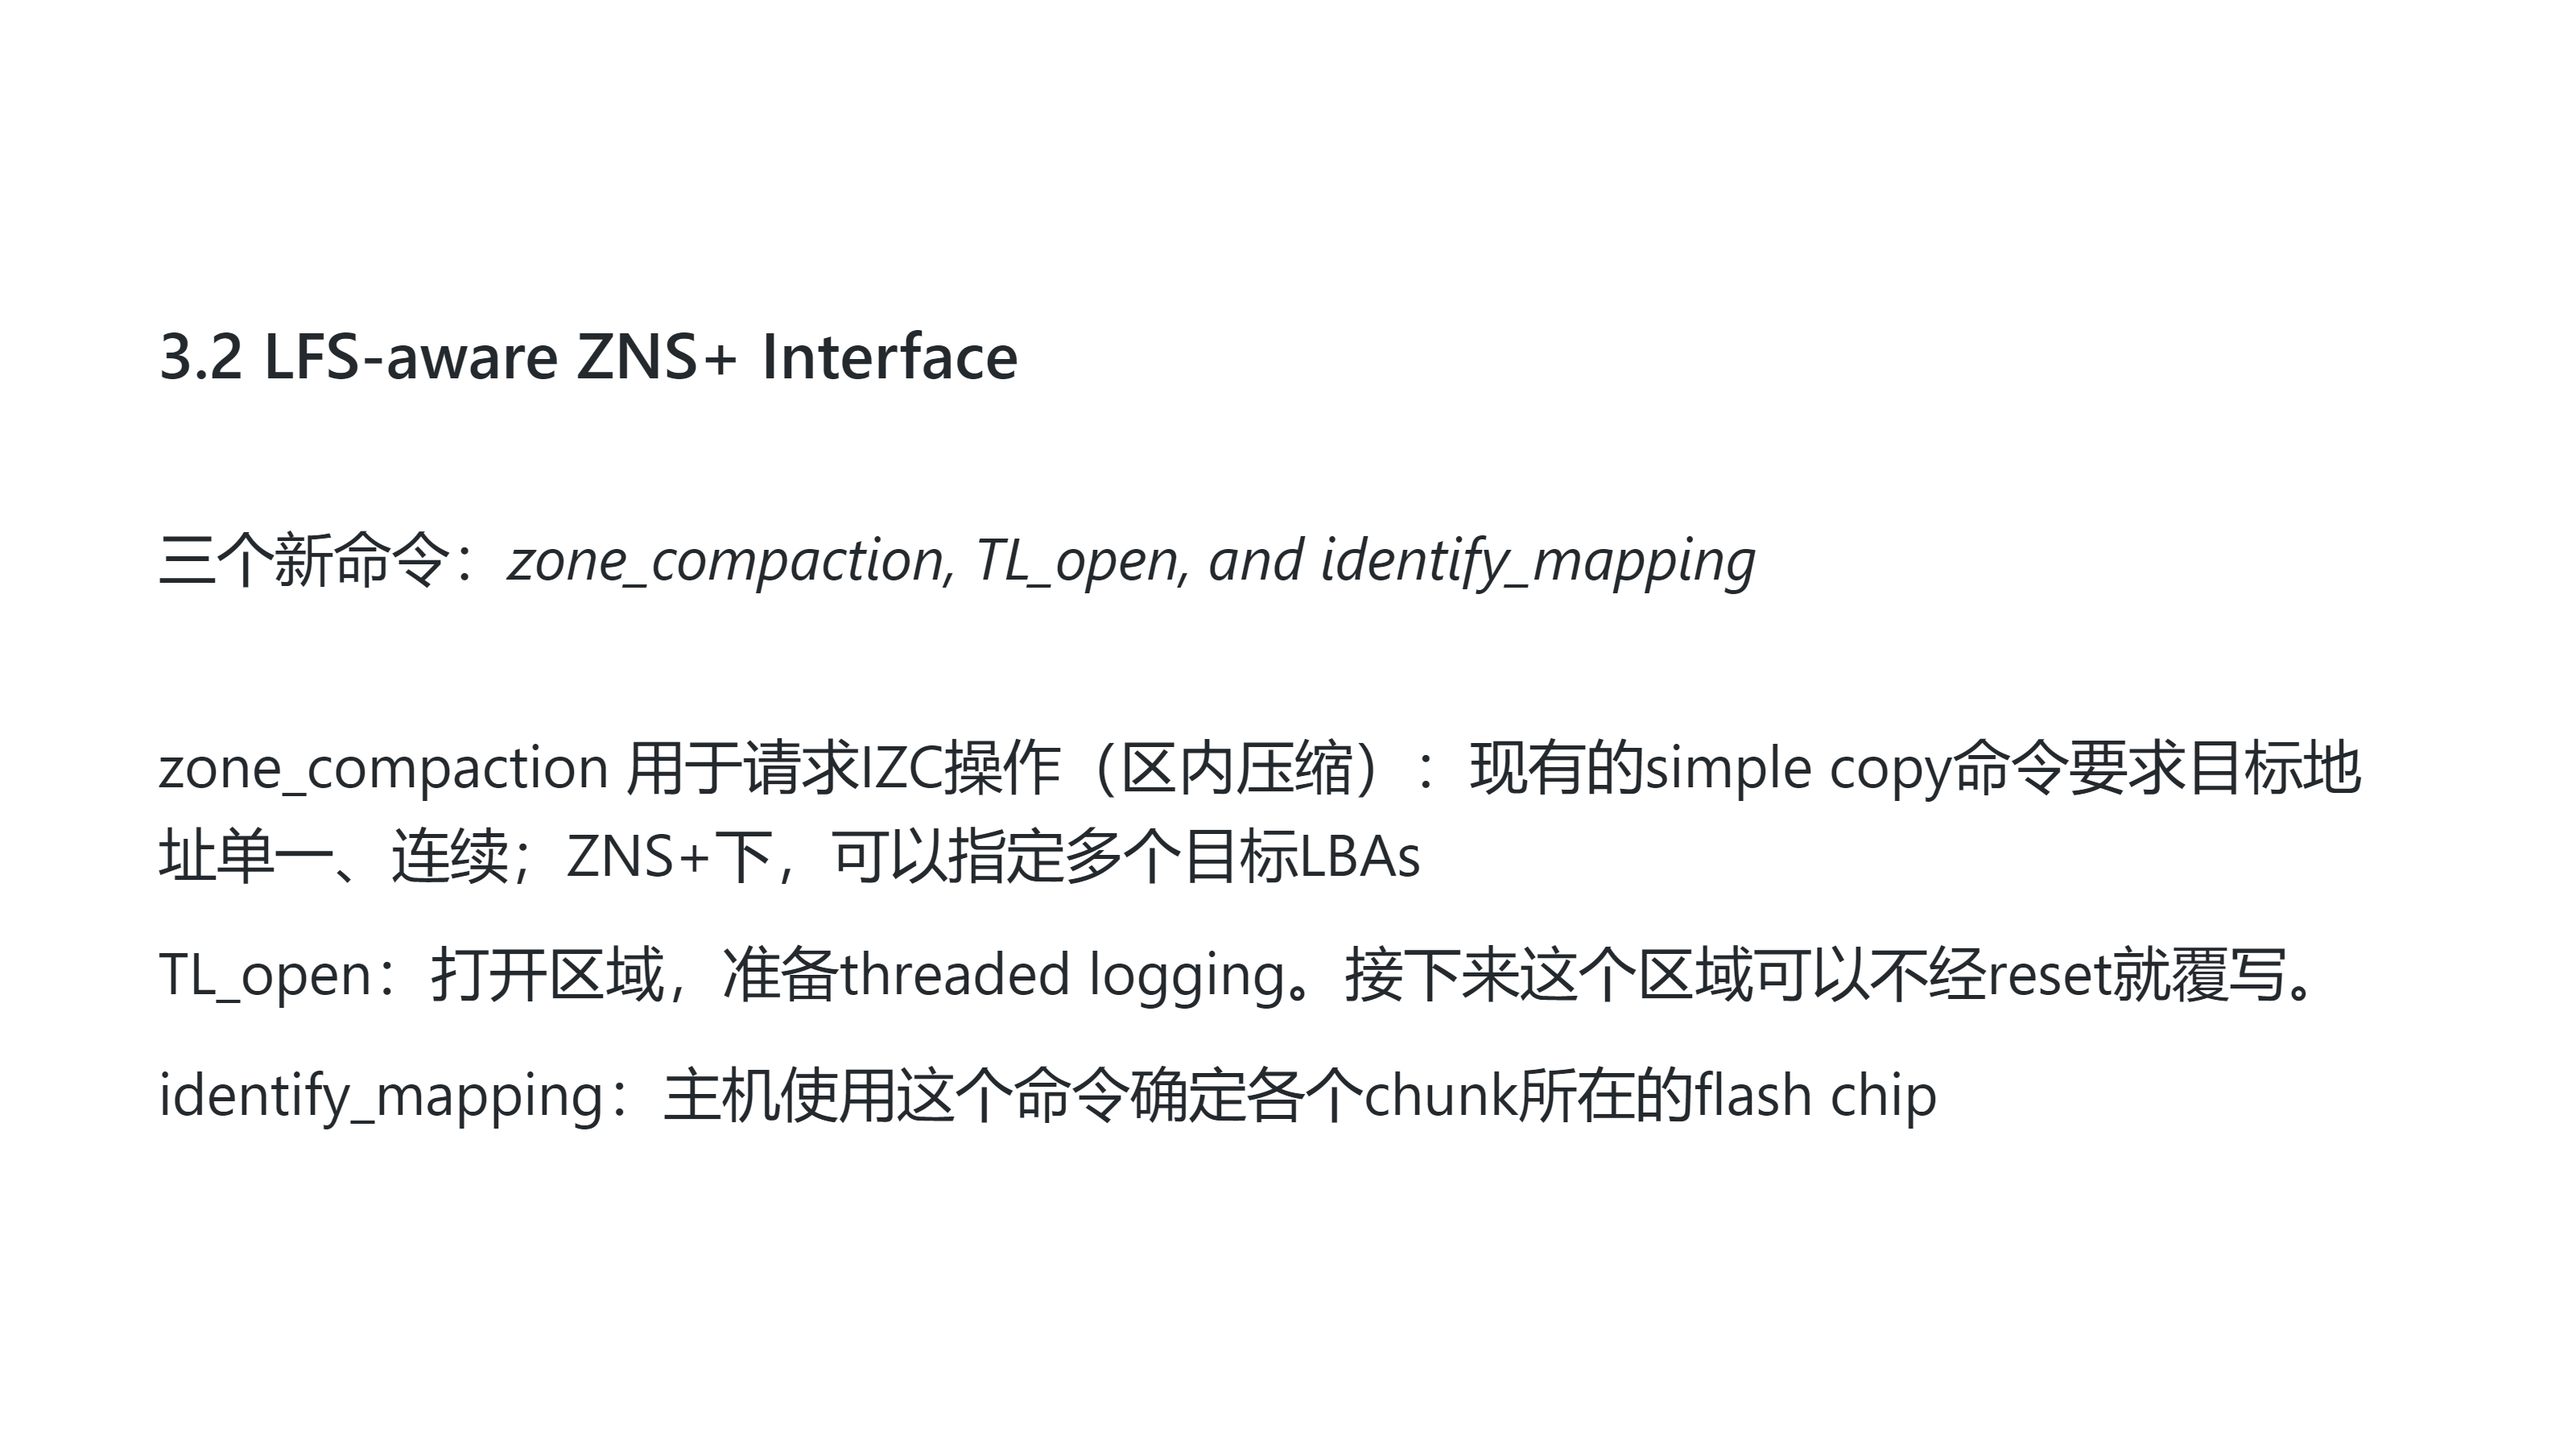 3.2 LFS-aware ZNS+ Interface
三个新命令：zone_compaction, TL_open, and identify_mapping
zone_compaction 用于请求IZC操作（区内压缩）：现有的simple copy命令要求目标地
址单一、连续；ZNS+下，可以指定多个目标LBAs
TL_open：打开区域，准备threaded logging。接下来这个区域可以不经reset就覆写。
identify_mapping：主机使用这个命令确定各个chunk所在的flash chip